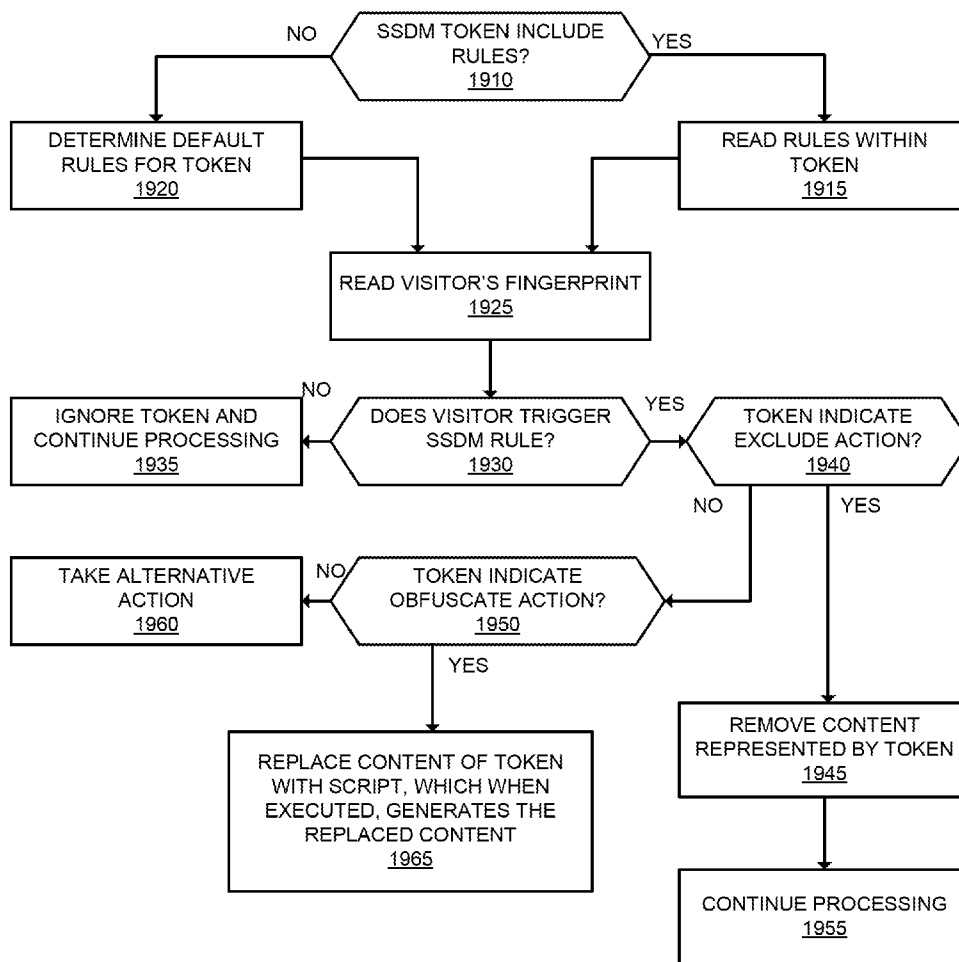 SSDM TOKEN INCLUDE
RULES?
1910
NO
YES
DETERMINE DEFAULT
RULES FOR TOKEN
1920
READ RULES WITHIN
TOKEN
1915
READ VISITOR'S FINGERPRINT
1925
NO
IGNORE TOKEN AND
CONTINUE PROCESSING
1935
DOES VISITOR TRIGGER
SSDM RULE?
1930
YES
TOKEN INDICATE
EXCLUDE ACTION?
1940
NO
YES
TAKE ALTERNATIVE
ACTION
1960
NO
TOKEN INDICATE
OBFUSCATE ACTION?
1950
YES
REPLACE CONTENT OF TOKEN
WITH SCRIPT, WHICH WHEN
EXECUTED, GENERATES THE
REPLACED CONTENT
1965
REMOVE CONTENT
REPRESENTED BY TOKEN
1945
CONTINUE PROCESSING
1955